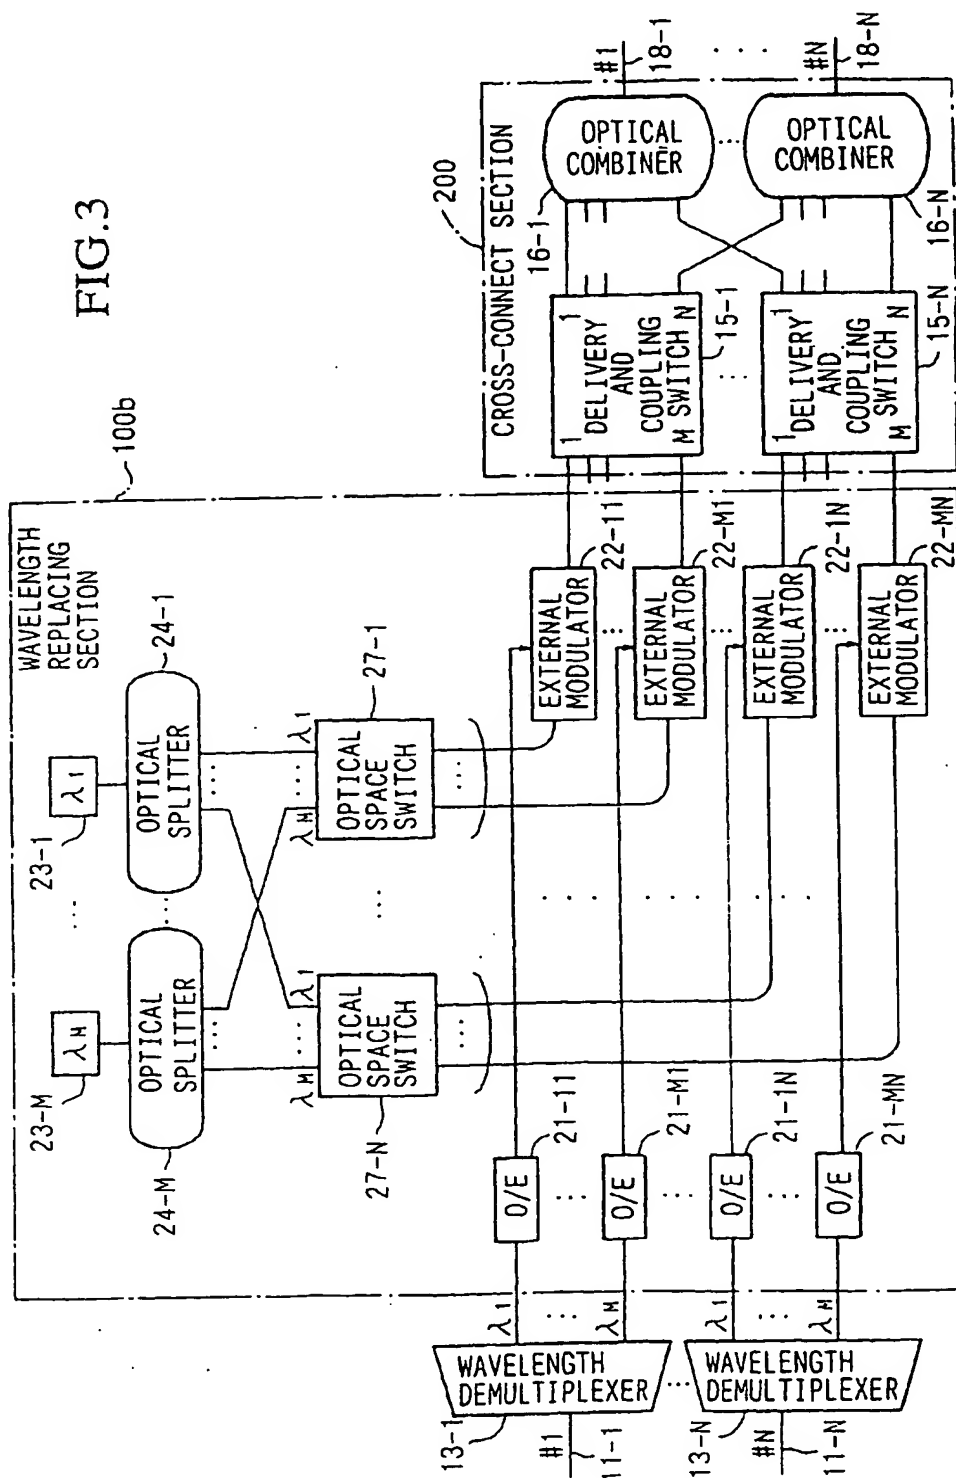 FIG.3
100b
WAVELENGTH
REPLACING
SECTION
23-M
λM
23-1
λ1
24-M
OPTICAL
SPLITTER
OPTICAL
SPLITTER
24-1
λM
λ1
λM
λ1
27-N
OPTICAL
SPACE
SWITCH
OPTICAL
SPACE
SWITCH
27-1
200
CROSS-CONNECT SECTION
#1
11-1
13-1
WAVELENGTH
DEMULTIPLEXER
λ1
λM
O/E
21-11
O/E
21-M1
EXTERNAL
MODULATOR
22-11
EXTERNAL
MODULATOR
22-M1
1
1
DELIVERY
AND
COUPLING
SWITCH
M
N
15-1
16-1
OPTICAL
COMBINER
#1
18-1
#N
11-N
13-N
WAVELENGTH
DEMULTIPLEXER
λ1
λM
O/E
21-1N
O/E
21-MN
EXTERNAL
MODULATOR
22-1N
EXTERNAL
MODULATOR
22-MN
1
1
DELIVERY
AND
COUPLING
SWITCH
M
N
15-N
16-N
OPTICAL
COMBINER
#N
18-N